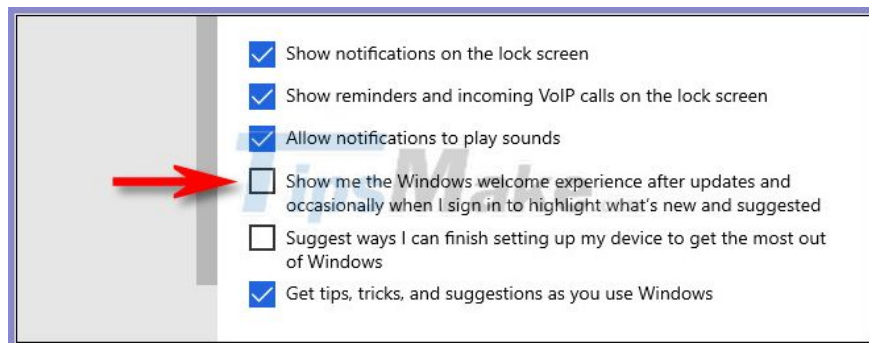 Show notifications on the lock screen
Show reminders and incoming VoIP calls on the lock screen
Allow notifications to play sounds
TipsMake
Show me the Windows welcome experience after updates and
occasionally when I sign in to highlight what's new and suggested
Suggest ways I can finish setting up my device to get the most out
of Windows
Get tips, tricks, and suggestions as you use Windows